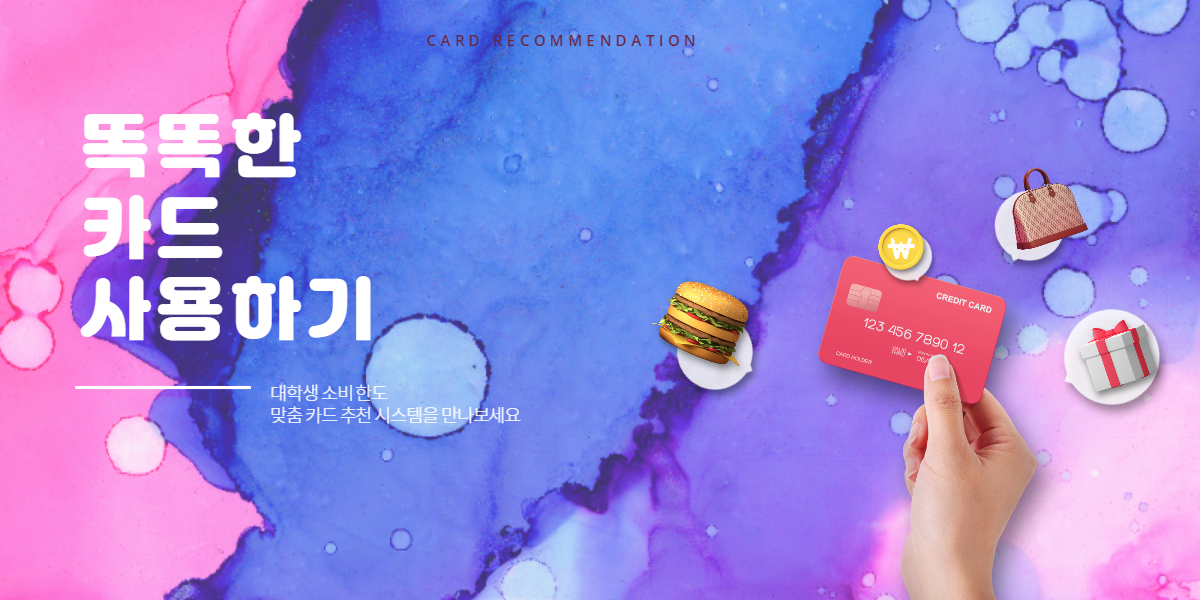 CARD RECOMMENDATION
똑똑한
카드
사용하기
대학생 소비 한도
맞춤 카드 추천 시스템을 만나보세요
₩
CREDIT CARD
123 456 7890 12
CARD HOLDER